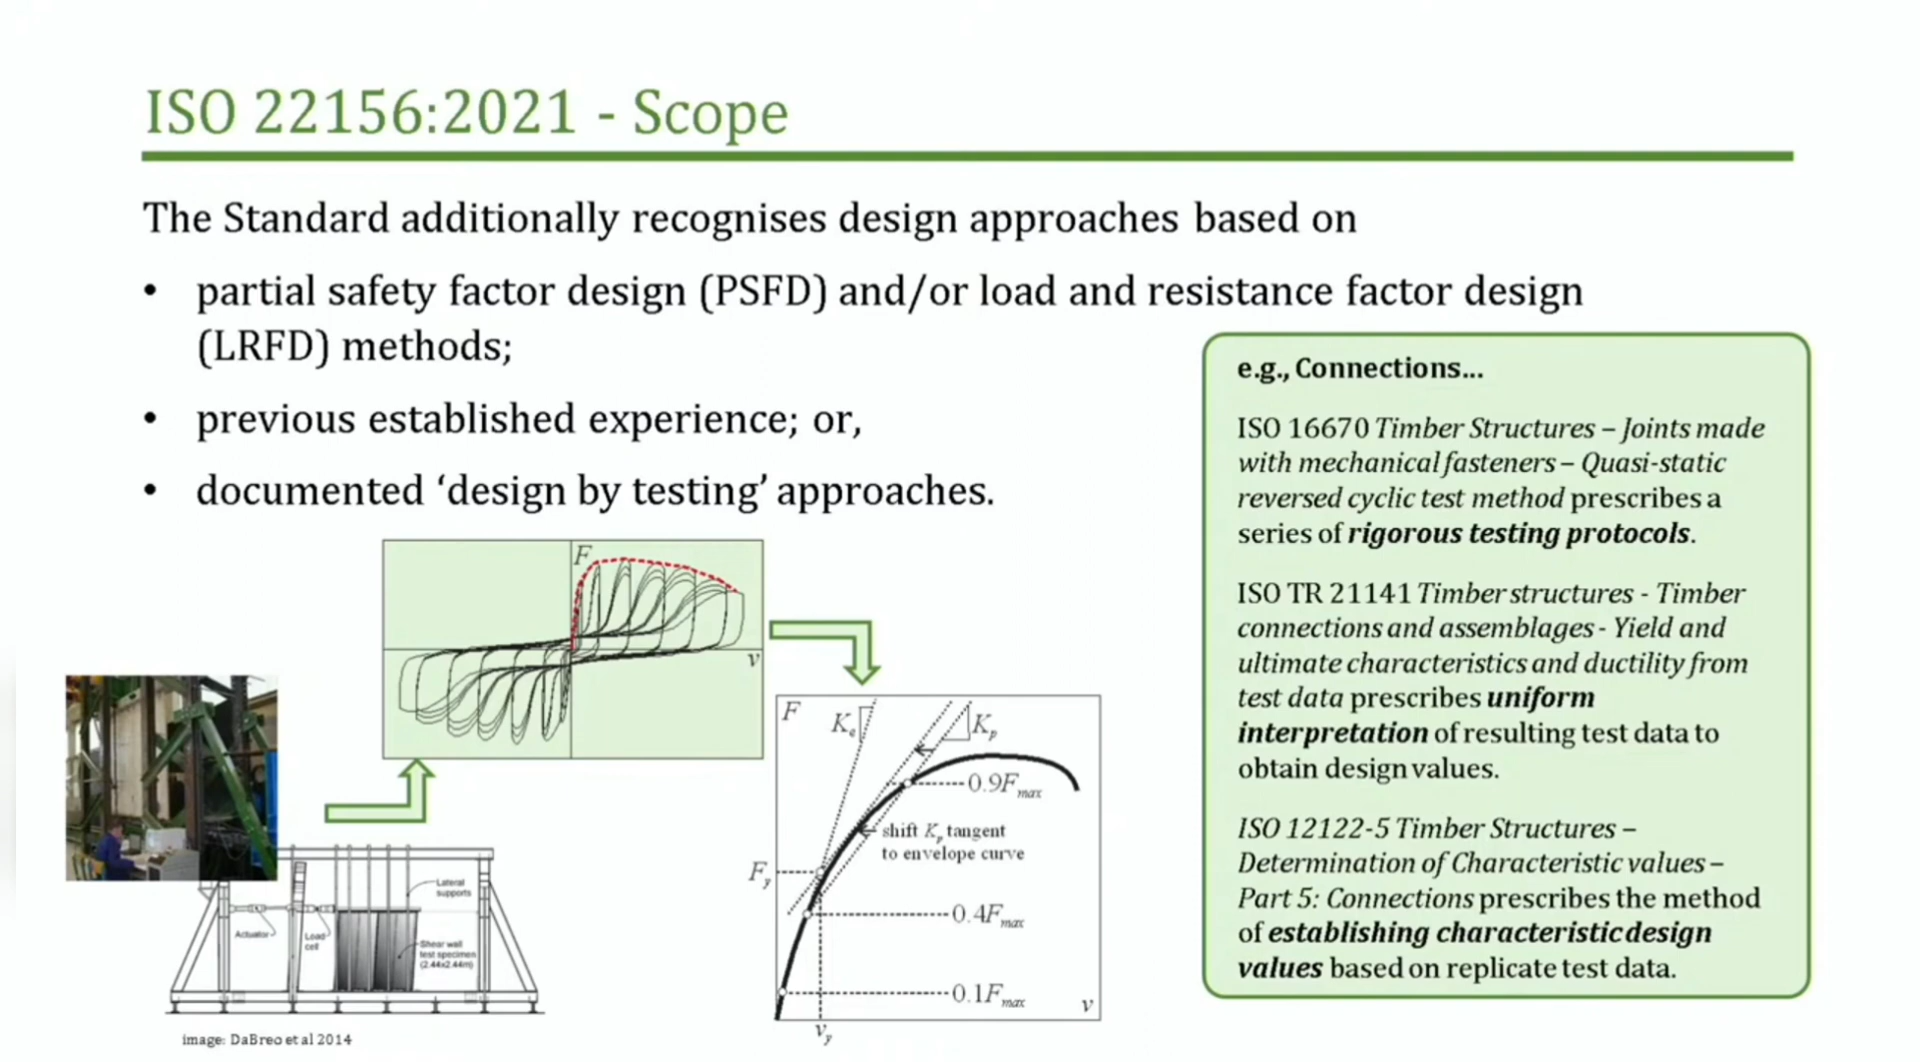 ISO 22156:2021 - Scope
The Standard additionally recognises design approaches based on
• partial safety factor design (PSFD) and/or load and resistance factor design
(LRFD) methods;
• previous established experience; or,
• documented ‘design by testing’ approaches.
e.g., Connections...
ISO 16670 Timber Structures – Joints made
with mechanical fasteners – Quasi-static
reversed cyclic test method prescribes a
series of rigorous testing protocols.
ISO TR 21141 Timber structures - Timber
connections and assemblages - Yield and
ultimate characteristics and ductility from
test data prescribes uniform
interpretation of resulting test data to
obtain design values.
ISO 12122-5 Timber Structures –
Determination of Characteristic values –
Part 5: Connections prescribes the method
of establishing characteristic design
values based on replicate test data.
F
v
F
Ke
Kp
0.9Fmax
shift Kp tangent
to envelope curve
Fy
0.4Fmax
0.1Fmax
v
vy
Lateral
supports
Actuator
Load
cell
Shear wall
test specimen
(2.44x2.44m)
image: DaBreo et al 2014